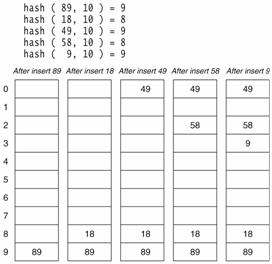 hash ( 89, 10 ) = 9
hash ( 18, 10 ) = 8
hash ( 49, 10 ) = 9
hash ( 58, 10 ) = 8
hash ( 9, 10 ) = 9
After insert 89 After insert 18 After insert 49 After insert 58 After insert 9
0 49 49 49
1
2 58 58
3 9
4
5
6
7
8 18 18 18 18
9 89 89 89 89 89